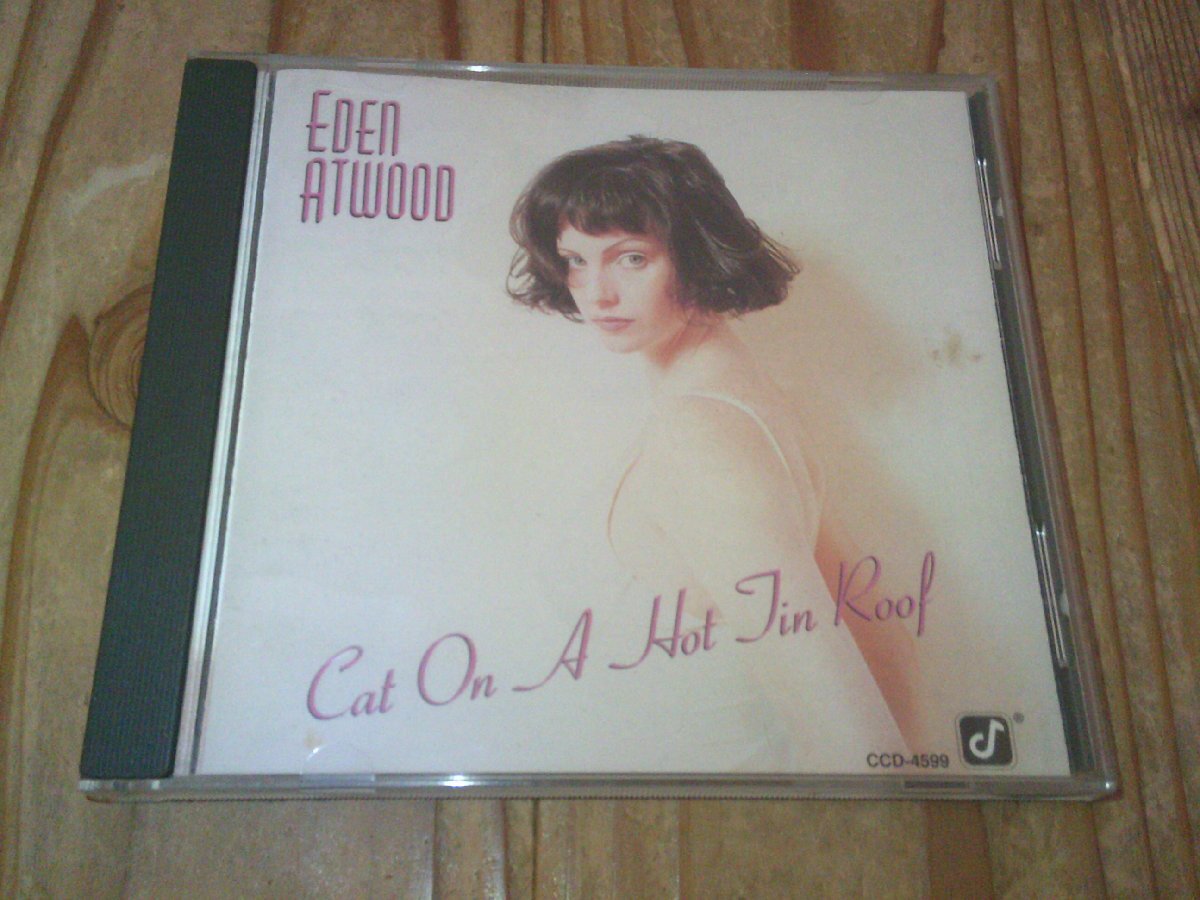 EDEN
ATWOOD
Cat On A Hot Tin Roof
CCD-4599
®